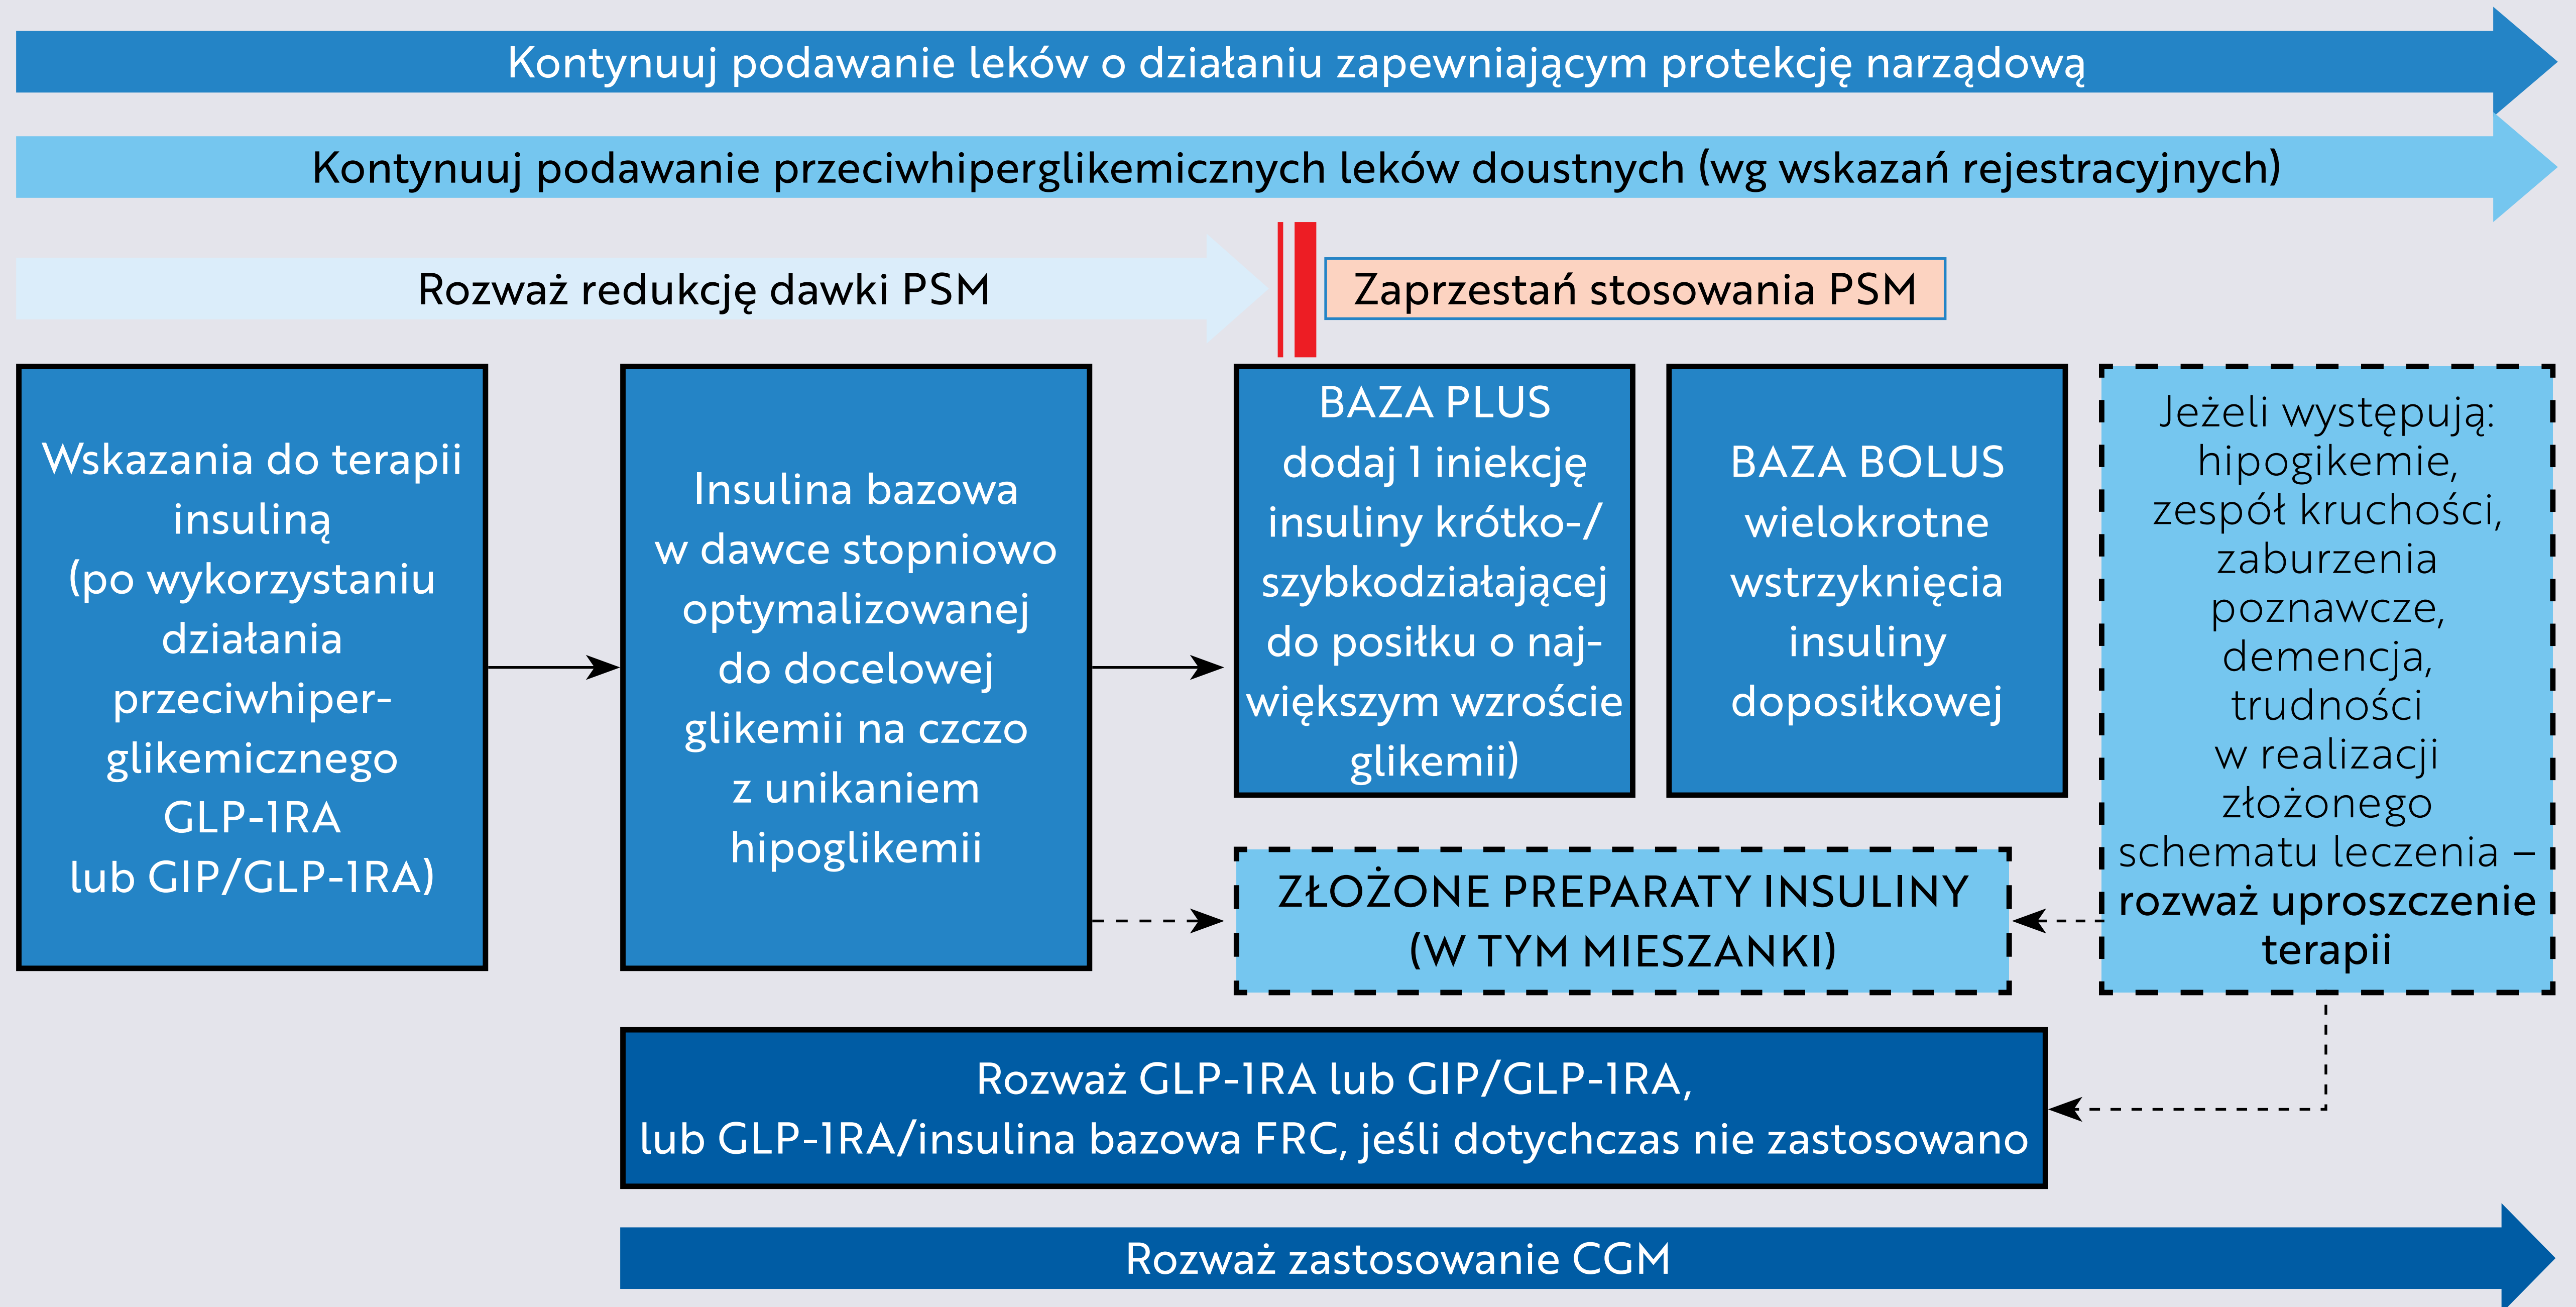 Kontynuuj podawanie leków o działaniu zapewniającym protekcję narządową
Kontynuuj podawanie przeciwhiperglikemicznych leków doustnych (wg wskazań rejestracyjnych)
Rozważ redukcję dawki PSM
Zaprzestań stosowania PSM
Wskazania do terapii
insuliną
(po wykorzystaniu
działania
przeciwhiper-
glikemicznego
GLP-1RA
lub GIP/GLP-1RA)
Insulina bazowa
w dawce stopniowo
optymalizowanej
do docelowej
glikemii na czczo
z unikaniem
hipoglikemii
BAZA PLUS
dodaj 1 iniekcję
insuliny krótko-/
szybkodziałającej
do posiłku o naj-
większym wzroście
glikemii)
BAZA BOLUS
wielokrotne
wstrzyknięcia
insuliny
doposiłkowej
Jeżeli występują:
hipogikemie,
zespół kruchości,
zaburzenia
poznawcze,
demencja,
trudności
w realizacji
złożonego
schematu leczenia –
rozważ uproszczenie
terapii
ZŁOŻONE PREPARATY INSULINY
(W TYM MIESZANKI)
Rozważ GLP-1RA lub GIP/GLP-1RA,
lub GLP-1RA/insulina bazowa FRC, jeśli dotychczas nie zastosowano
Rozważ zastosowanie CGM